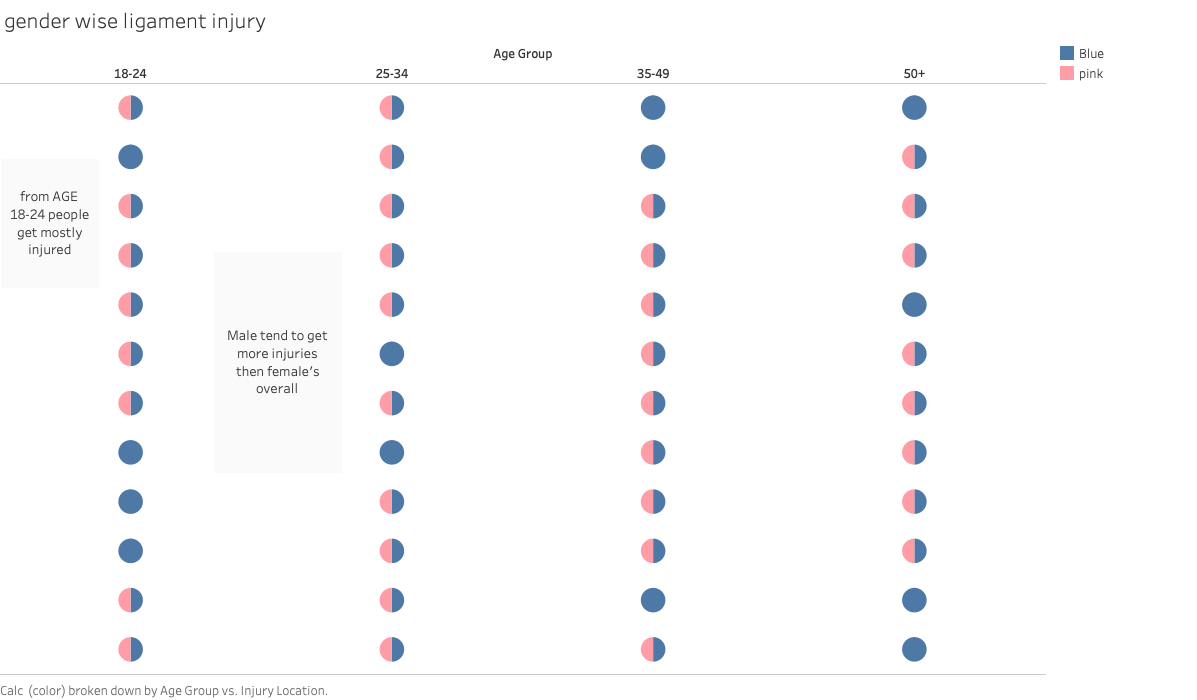 gender wise ligament injury
Age Group
18-24 25-34 35-49 50+
Blue
pink
from AGE
18-24 people
get mostly
injured
Male tend to get
more injuries
then female's
overall
Calc (color) broken down by Age Group vs. Injury Location.